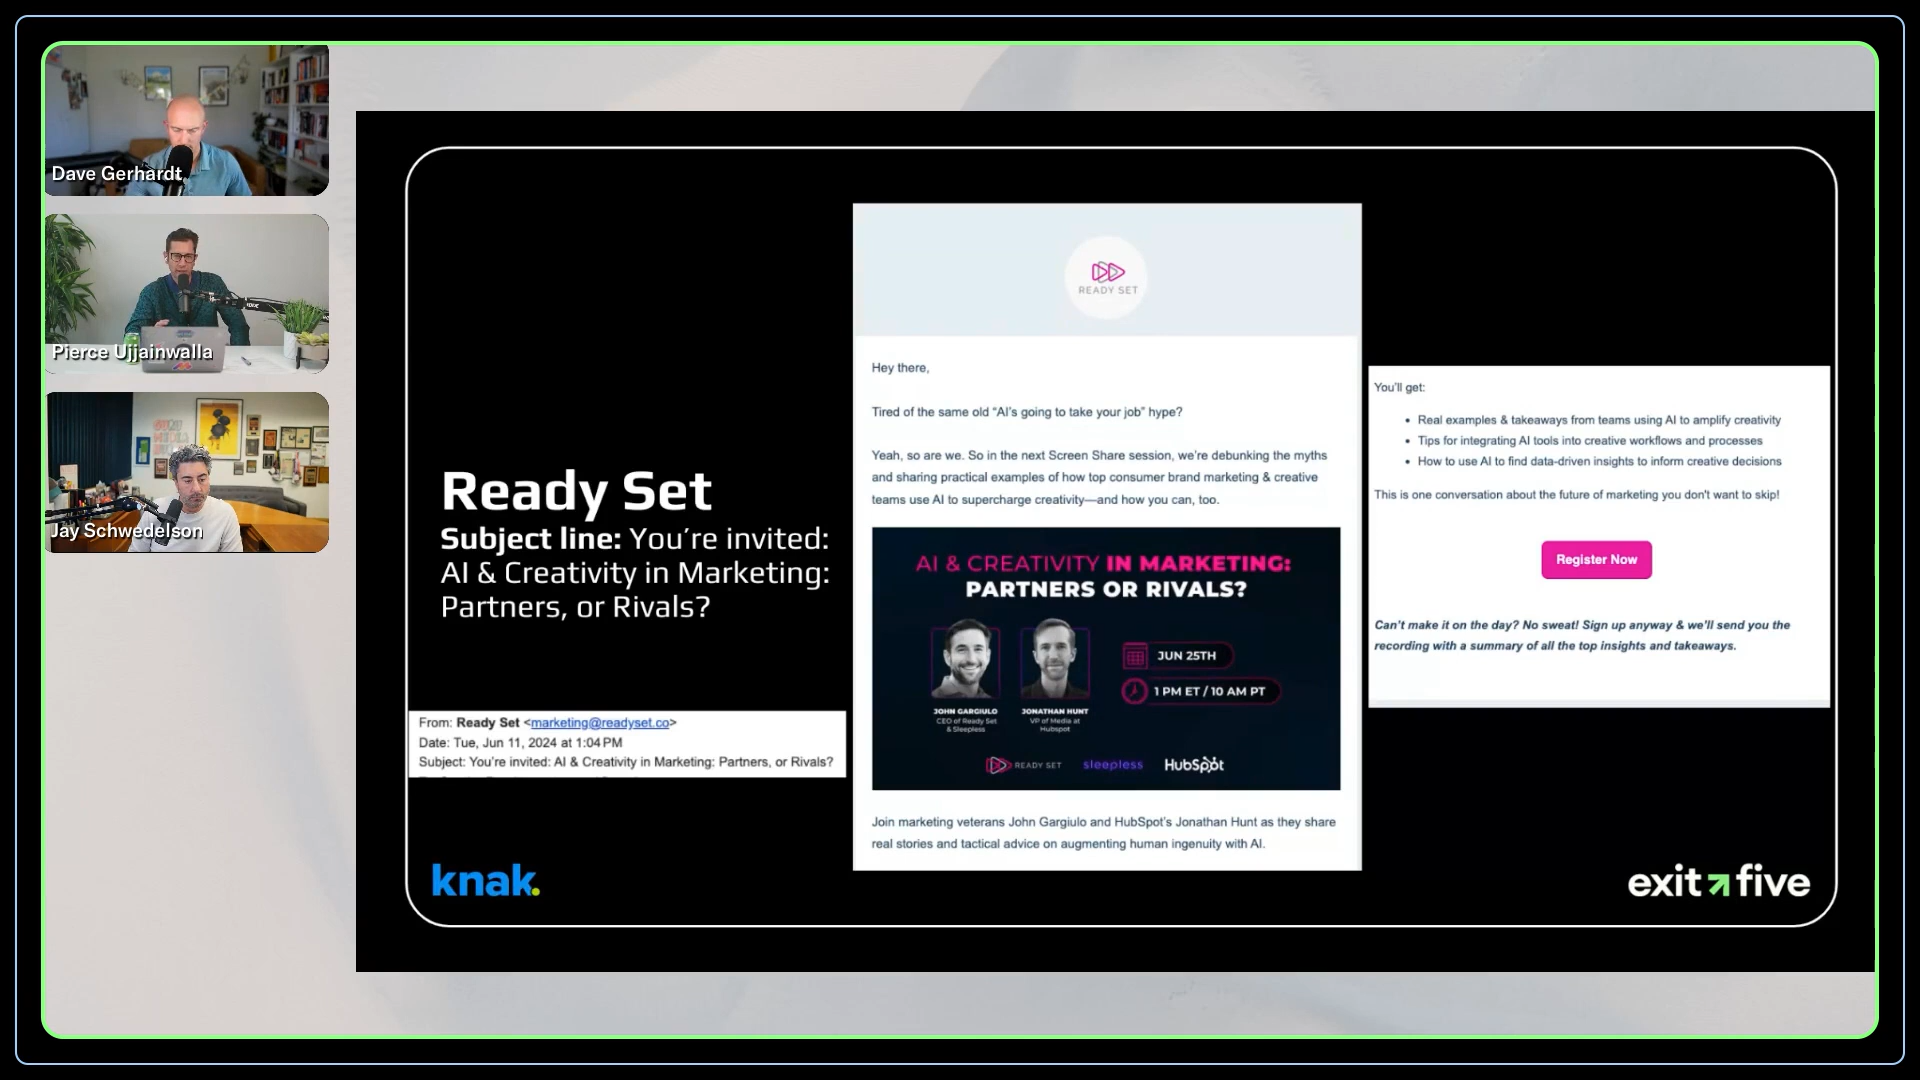 Dave Gerhardt
Pierce Ujjainwalla
Jay Schwedelson
Ready Set
Subject line: You're invited:
AI & Creativity in Marketing:
Partners, or Rivals?
From: Ready Set <marketing@readyset.co>
Date: Tue, Jun 11, 2024 at 1:04 PM
Subject: You're invited: AI & Creativity in Marketing: Partners, or Rivals?
knak.
READY SET
Hey there,
Tired of the same old “AI's going to take your job” hype?
Yeah, so are we. So in the next Screen Share session, we're debunking the myths
and sharing practical examples of how top consumer brand marketing & creative
teams use AI to supercharge creativity—and how you can, too.
AI & CREATIVITY IN MARKETING:
PARTNERS OR RIVALS?
JUN 25TH
1 PM ET / 10 AM PT
JOHN GARGIULO
CEO of Ready Set
& Sleepless
JONATHAN HUNT
VP of Media at
Hubspot
READY SET
sleepless
HubSpot
Join marketing veterans John Gargiulo and HubSpot's Jonathan Hunt as they share
real stories and tactical advice on augmenting human ingenuity with AI.
You'll get:
• Real examples & takeaways from teams using AI to amplify creativity
• Tips for integrating AI tools into creative workflows and processes
• How to use AI to find data-driven insights to inform creative decisions
This is one conversation about the future of marketing you don't want to skip!
Register Now
Can't make it on the day? No sweat! Sign up anyway & we'll send you the
recording with a summary of all the top insights and takeaways.
exit five